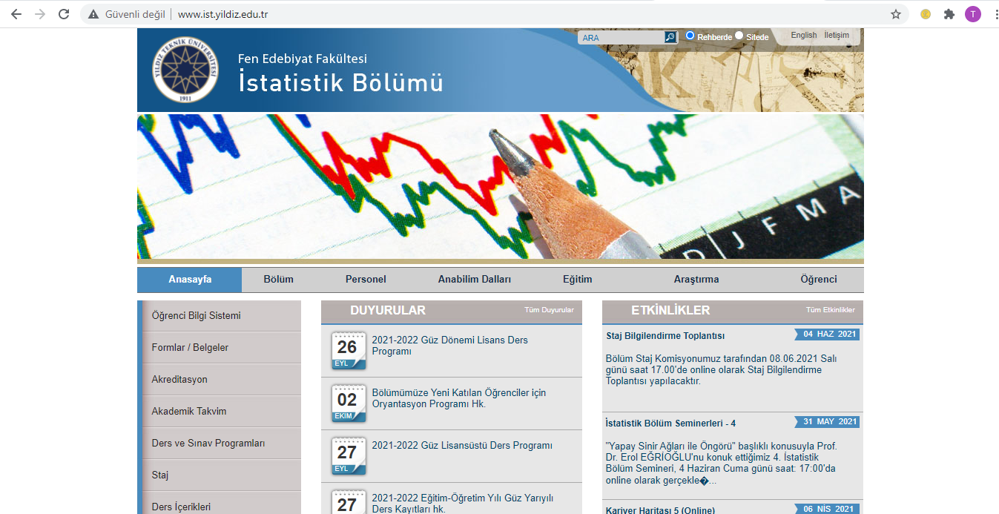 Güvenli değil
www.ist.yildiz.edu.tr
T
YILDIZ TEKNİK ÜNİVERSİTESİ
1911
Fen Edebiyat Fakültesi
İstatistik Bölümü
ARA
Rehberde
Sitede
English
İletişim
D J F M A
Anasayfa
Bölüm
Personel
Anabilim Dalları
Eğitim
Araştırma
Öğrenci
Öğrenci Bilgi Sistemi
Formlar / Belgeler
Akreditasyon
Akademik Takvim
Ders ve Sınav Programları
Staj
Ders İçerikleri
DUYURULAR
Tüm Duyurular
26
EYL
2021-2022 Güz Dönemi Lisans Ders
Programı
02
EKİM
Bölümümüze Yeni Katılan Öğrenciler için
Oryantasyon Programı Hk.
27
EYL
2021-2022 Güz Lisansüstü Ders Programı
27
2021-2022 Eğitim-Öğretim Yılı Güz Yarıyılı
Ders Kayıtları hk.
ETKİNLİKLER
Tüm Etkinlikler
Staj Bilgilendirme Toplantısı
04 HAZ 2021
Bölüm Staj Komisyonumuz tarafından 08.06.2021 Salı
günü saat 17.00'de online olarak Staj Bilgilendirme
Toplantısı yapılacaktır.
İstatistik Bölüm Seminerleri - 4
31 MAY 2021
"Yapay Sinir Ağları ile Öngörü" başlıklı konusuyla Prof.
Dr. Erol EĞRİOĞLU'nu konuk ettiğimiz 4. İstatistik
Bölüm Semineri, 4 Haziran Cuma günü saat: 17:00'da
online olarak gerçekle�...
Kariyer Haritası 5 (Online)
06 NİS 2021